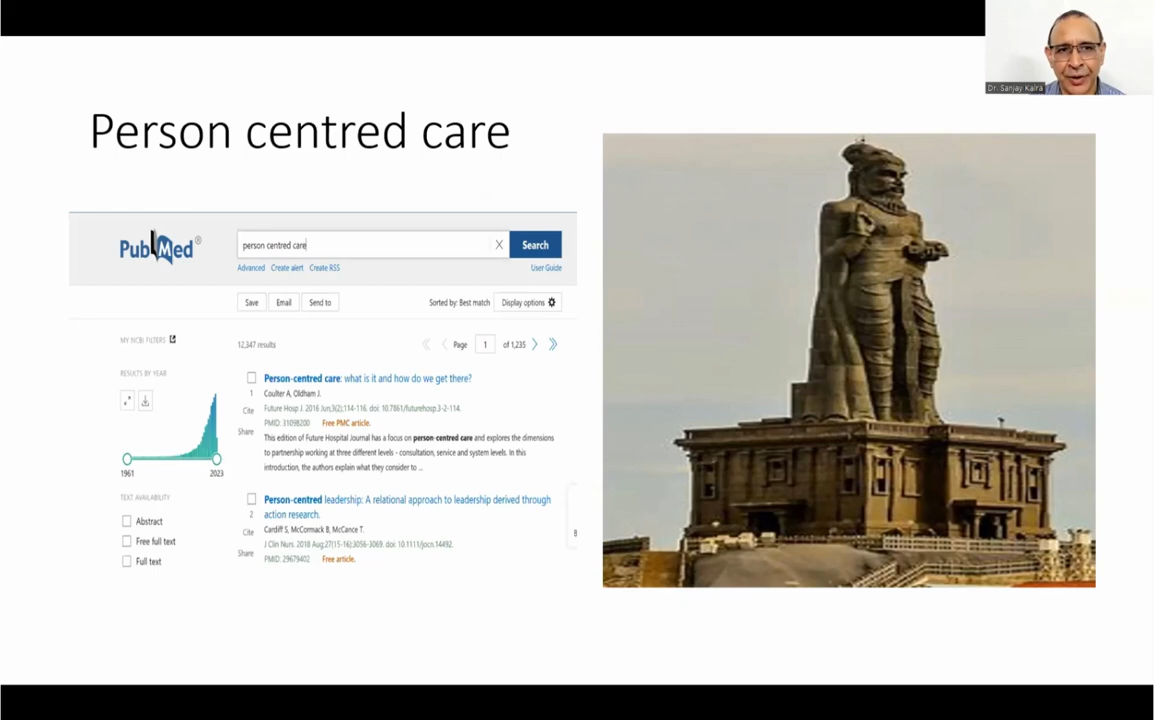 Dr. Sanjay Kalra
Person centred care
PubMed®
person centred care
X
Search
Advanced Create alert Create RSS
User Guide
Save
Email
Send to
Sorted by: Best match
Display options
MY NCBI FILTERS
12,347 results
Page
1
of 1,235
RESULTS BY YEAR
1961
2023
TEXT AVAILABILITY
Abstract
Free full text
Full text
Person-centred care: what is it and how do we get there?
1
Coulter A, Oldham J.
Cite
Future Hosp J. 2016 Jun;3(2):114-116. doi: 10.7861/futurehosp.3-2-114.
PMID: 31098200 Free PMC article.
Share
This edition of Future Hospital Journal has a focus on person-centred care and explores the dimensions
to partnership working at three different levels - consultation, service and system levels. In this
introduction, the authors explain what they consider to ...
Person-centred leadership: A relational approach to leadership derived through
action research.
2
Cardiff S, McCormack B, McCance T.
Cite
J Clin Nurs. 2018 Aug;27(15-16):3056-3069. doi: 10.1111/jocn.14492.
Share
PMID: 29679402 Free article.